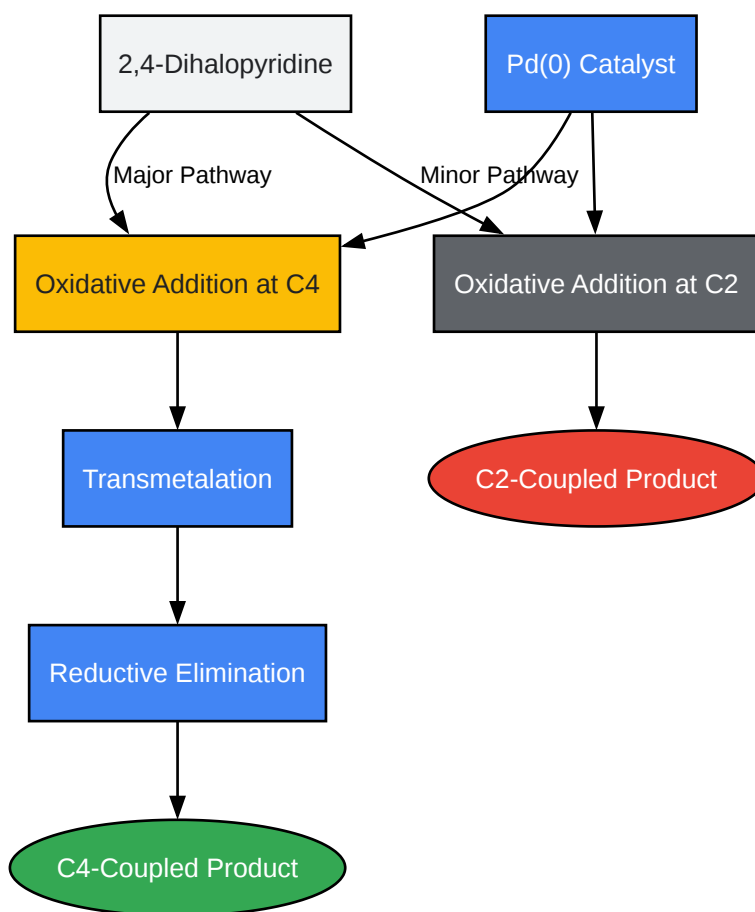 2,4-Dihalopyridine
Pd(0) Catalyst
Major Pathway
Minor Pathway
Oxidative Addition at C4
Oxidative Addition at C2
Transmetalation
C2-Coupled Product
Reductive Elimination
C4-Coupled Product